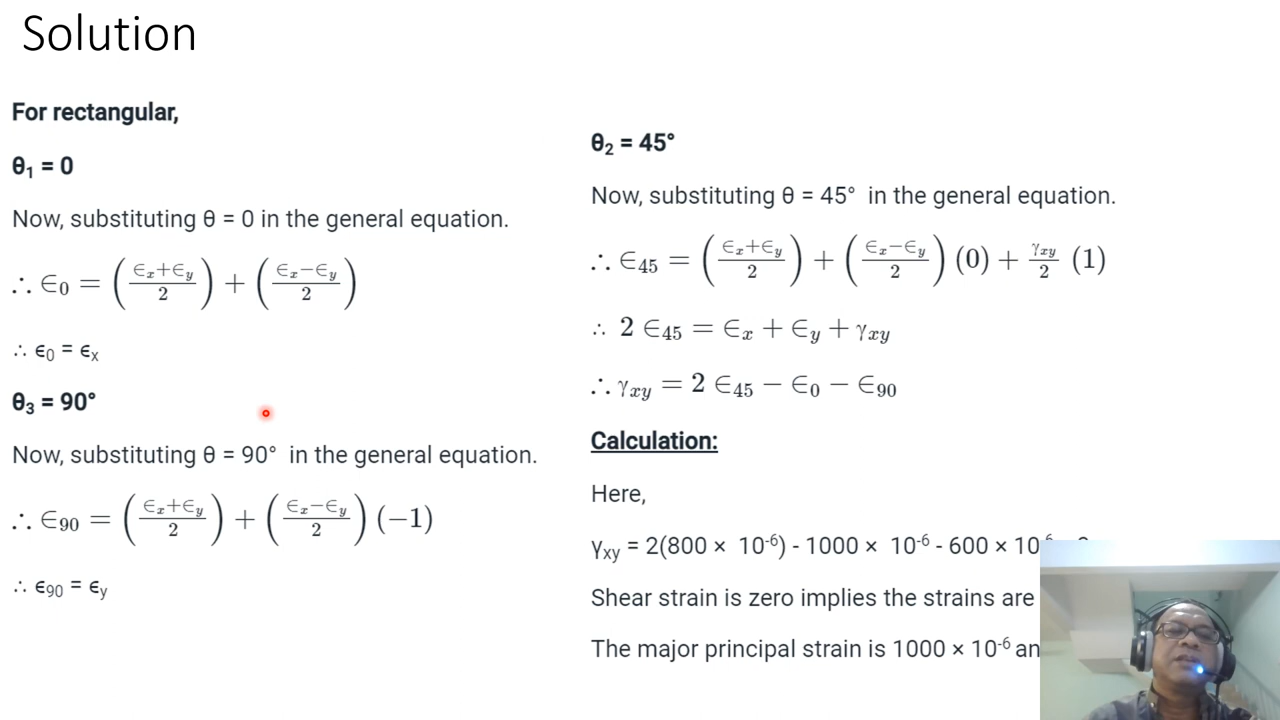 Solution
For rectangular,
θ₁ = 0
Now, substituting θ = 0 in the general equation.
∴ ∈₀ = ((∈ₓ+∈ᵧ)/2) + ((∈ₓ−∈ᵧ)/2)
∴ ϵ₀ = ϵₓ
θ₃ = 90°
Now, substituting θ = 90° in the general equation.
∴ ∈₉₀ = ((∈ₓ+∈ᵧ)/2) + ((∈ₓ−∈ᵧ)/2) (−1)
∴ ϵ₉₀ = ϵᵧ
θ₂ = 45°
Now, substituting θ = 45° in the general equation.
∴ ∈₄₅ = ((∈ₓ+∈ᵧ)/2) + ((∈ₓ−∈ᵧ)/2) (0) + γₓᵧ/2 (1)
∴ 2 ∈₄₅ = ∈ₓ + ∈ᵧ + γₓᵧ
∴ γₓᵧ = 2 ∈₄₅ − ∈₀ − ∈₉₀
Calculation:
Here,
γₓᵧ = 2(800 × 10⁻⁶) - 1000 × 10⁻⁶ - 600 × 10
Shear strain is zero implies the strains are
The major principal strain is 1000 × 10⁻⁶